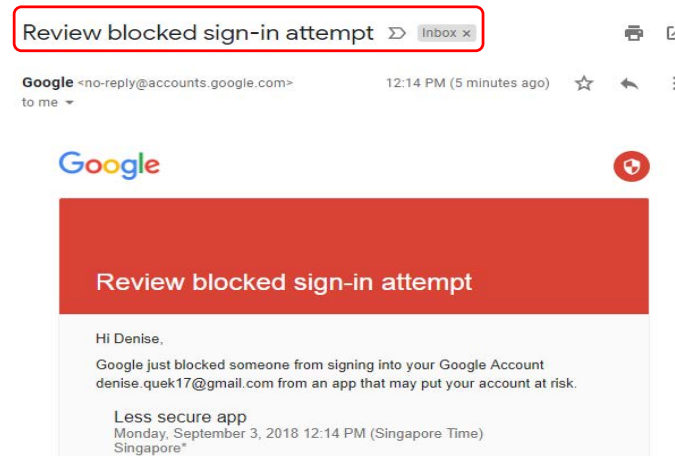 Review blocked sign-in attempt Inbox x
Google <no-reply@accounts.google.com> 12:14 PM (5 minutes ago)
to me
Google
Review blocked sign-in attempt
Hi Denise,
Google just blocked someone from signing into your Google Account
denise.quek17@gmail.com from an app that may put your account at risk.
Less secure app
Monday, September 3, 2018 12:14 PM (Singapore Time)
Singapore*